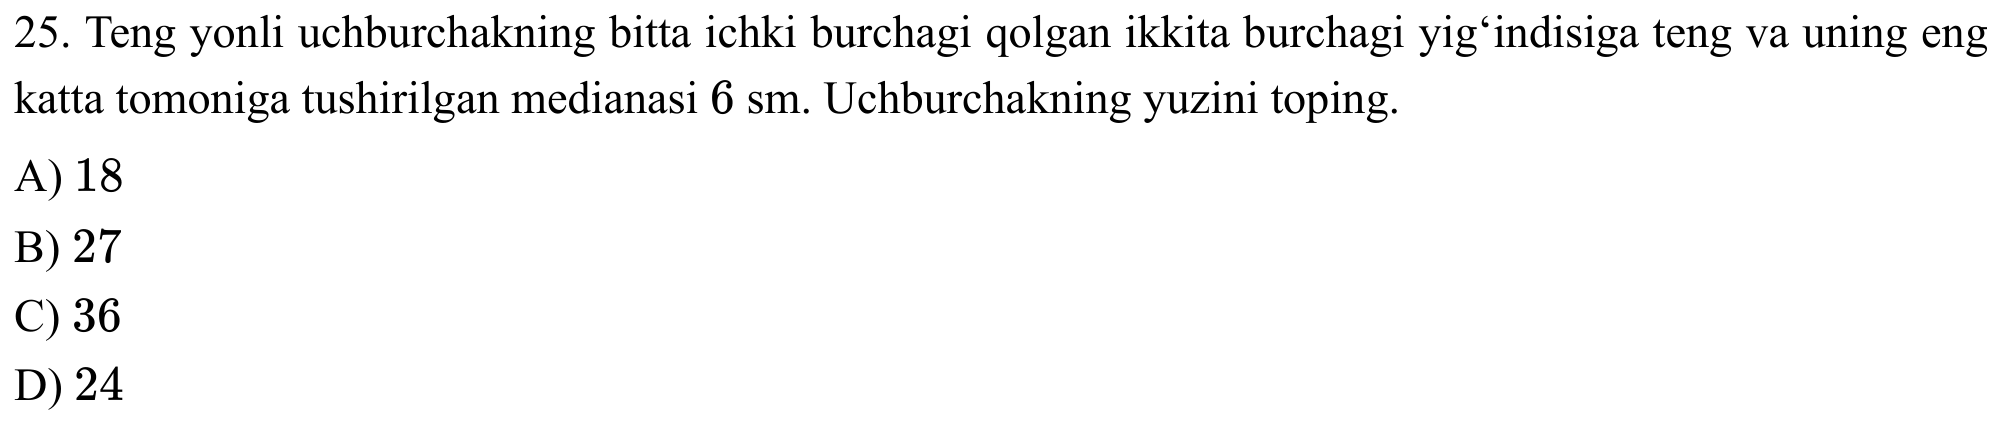 25. Teng yonli uchburchakning bitta ichki burchagi qolgan ikkita burchagi yig‘indisiga teng va uning eng
katta tomoniga tushirilgan medianasi 6 sm. Uchburchakning yuzini toping.
A) 18
B) 27
C) 36
D) 24